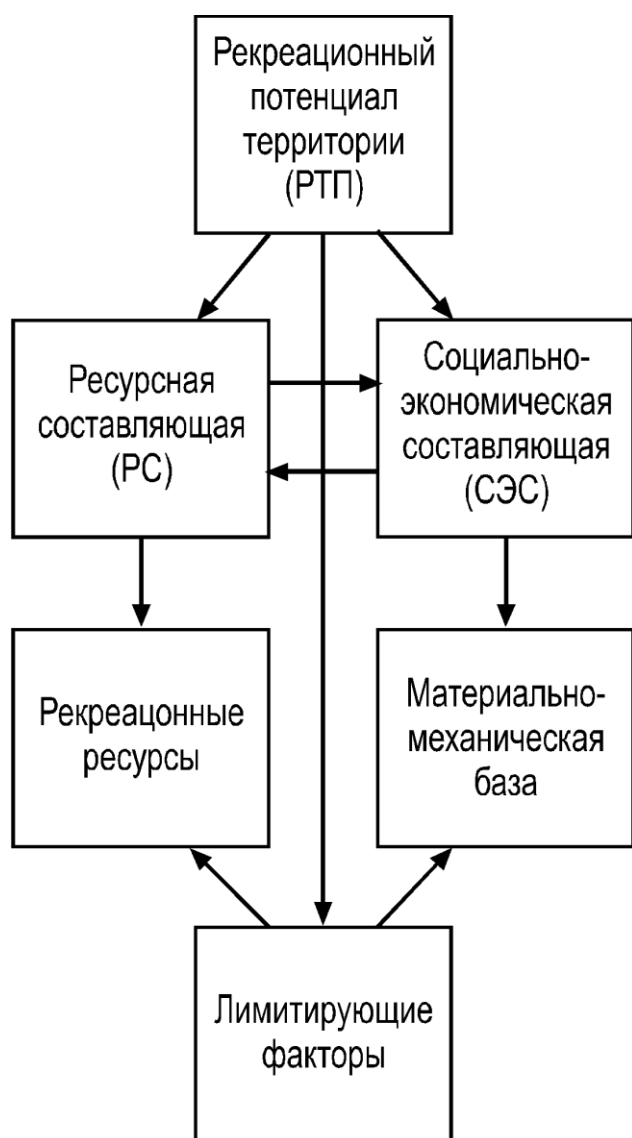 Рекреационный
потенциал
территории
(РТП)
Ресурсная
составляющая
(РС)
Социально-
экономическая
составляющая
(СЭС)
Рекреацонные
ресурсы
Материально-
механическая
база
Лимитирующие
факторы